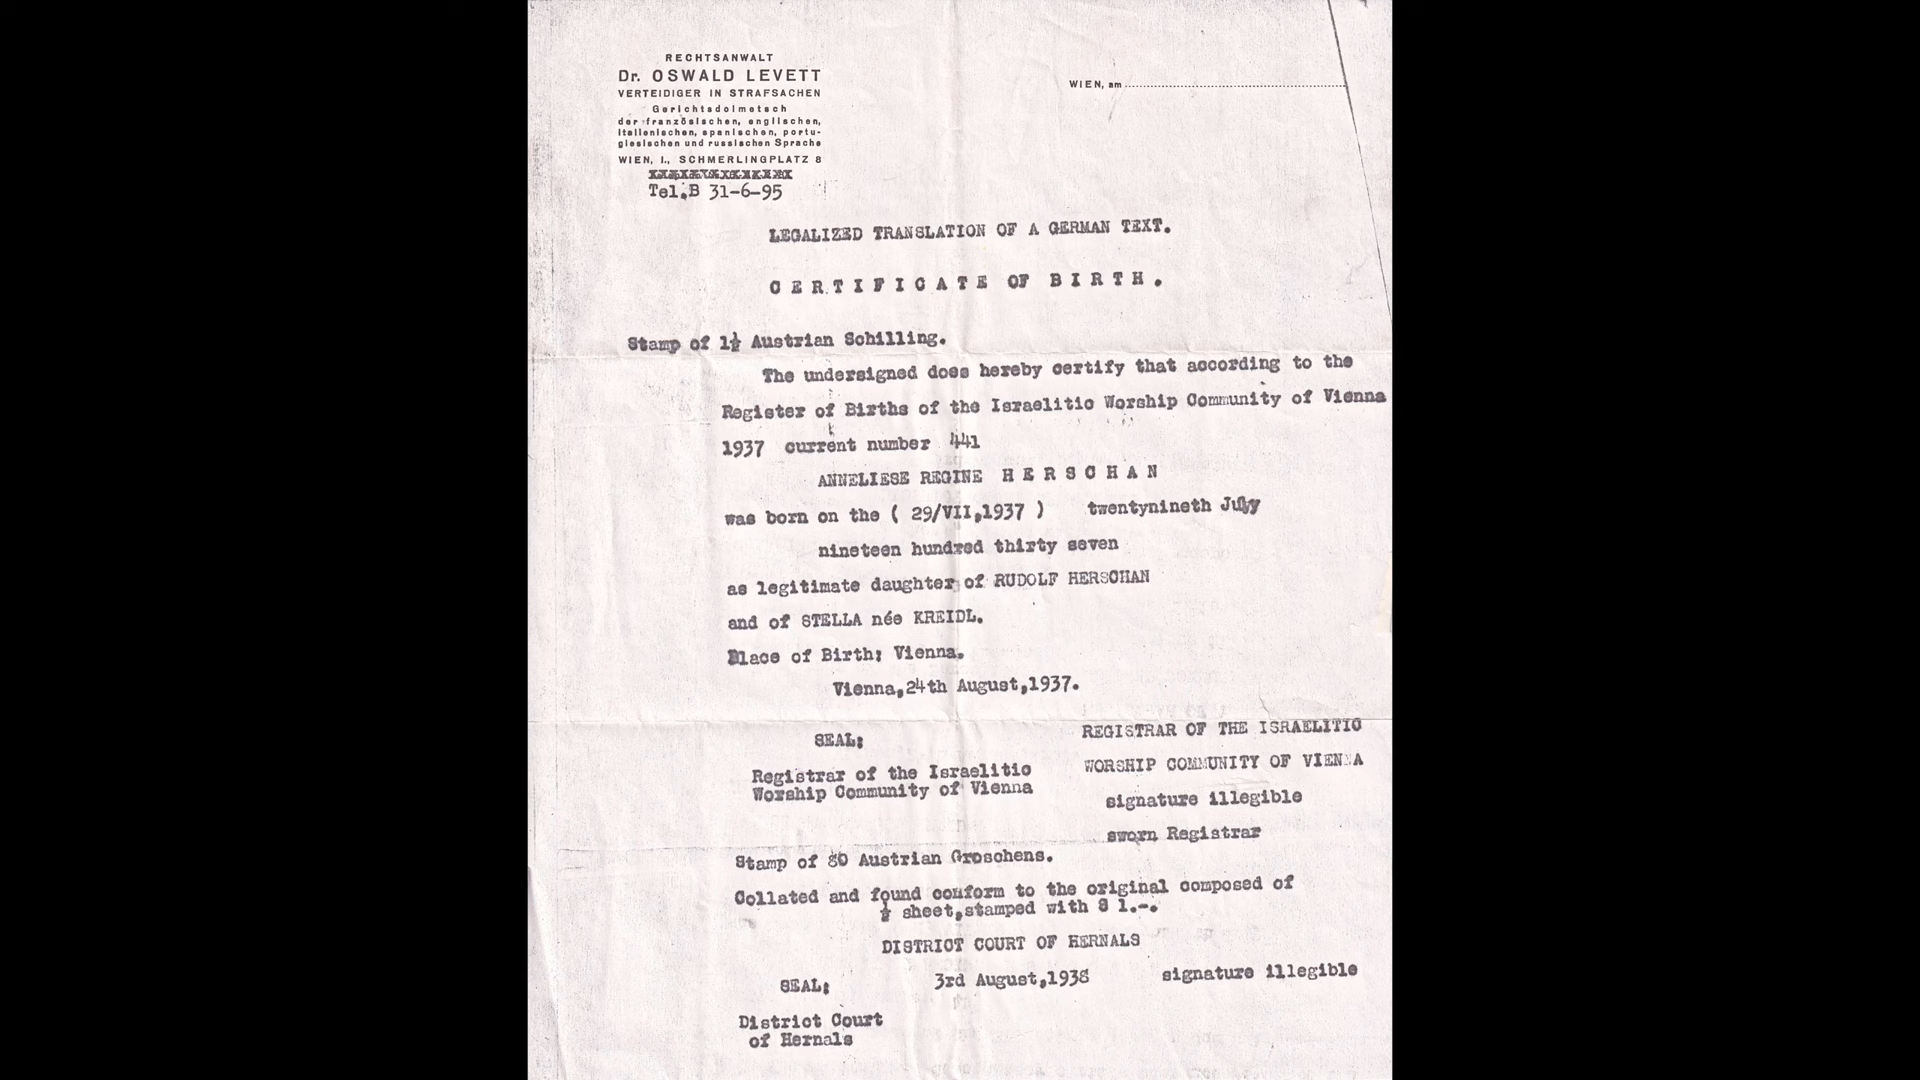 RECHTSANWALT
Dr. OSWALD LEVETT
VERTEIDIGER IN STRAFSACHEN
Gerichtsdolmetsch
der französischen, englischen,
italienischen, spanischen, portu-
giesischen und russischen Sprache
WIEN, I., SCHMERLINGPLATZ 8
Tel.B 31-6-95
WIEN, am
LEGALIZED TRANSLATION OF A GERMAN TEXT.
CERTIFICATE OF BIRTH.
Stamp of 1½ Austrian Schilling.
The undersigned does hereby certify that according to the
Register of Births of the Israelitic Worship Community of Vienna
1937 current number 441
ANNELIESE REGINE HERSCHAN
was born on the ( 29/VII,1937 ) twentynineth July
nineteen hundred thirty seven
as legitimate daughter of RUDOLF HERSCHAN
and of STELLA née KREIDL.
Place of Birth: Vienna.
Vienna,24th August,1937.
SEAL:
Registrar of the Israelitic
Worship Community of Vienna
REGISTRAR OF THE ISRAELITIC
WORSHIP COMMUNITY OF VIENNA
signature illegible
sworn Registrar
Stamp of 80 Austrian Groschens.
Collated and found conform to the original composed of
½ sheet,stamped with S 1.-.
DISTRICT COURT OF HERNALS
3rd August,1938 signature illegible
SEAL:
District Court
of Hernals